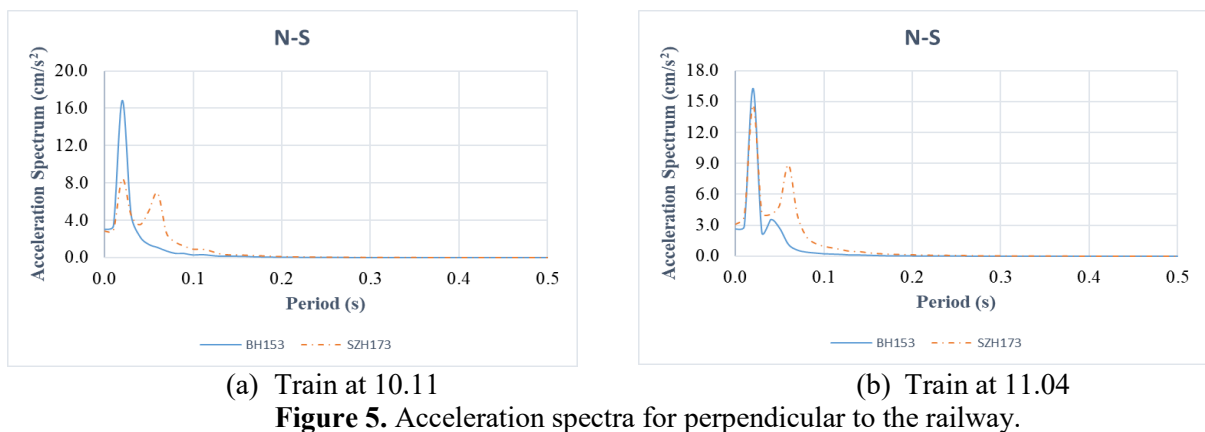 N-S
Acceleration Spectrum (cm/s²)
20.0
16.0
12.0
8.0
4.0
0.0
0.0 0.1 0.2 0.3 0.4 0.5
Period (s)
BH153 SZH173
(a) Train at 10.11
N-S
Acceleration Spectrum (cm/s²)
18.0
15.0
12.0
9.0
6.0
3.0
0.0
0.0 0.1 0.2 0.3 0.4 0.5
Period (s)
BH153 SZH173
(b) Train at 11.04
Figure 5. Acceleration spectra for perpendicular to the railway.